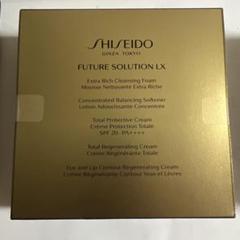 SHISEIDO
GINZA TOKYO
FUTURE SOLUTION LX
Extra Rich Cleansing Foam
Mousse Nettoyante Extra Riche
Concentrated Balancing Softener
Lotion Adoucissante Concentrée
Total Protective Cream
Crème Protection Totale
SPF 20 · PA++++
Total Regenerating Cream
Crème Régénérante Totale
Eye and Lip Contour Regenerating Cream
Crème Régénérante Contour Yeux et Lèvres